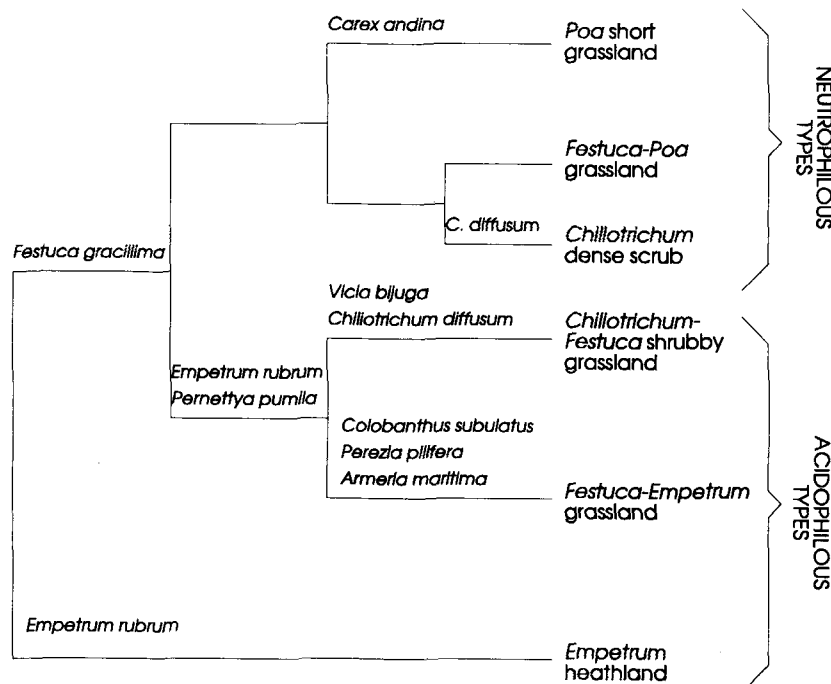 Carex andina
Poa short
grassland
Festuca-Poa
grassland
C. diffusum
Chiliotrichum
dense scrub
Festuca gracillima
Vicia bijuga
Chiliotrichum diffusum
Chiliotrichum-
Festuca shrubby
grassland
Empetrum rubrum
Pernettya pumila
Colobanthus subulatus
Perezia pilifera
Armeria maritima
Festuca-Empetrum
grassland
Empetrum rubrum
Empetrum
heathland
NEUTROPHILOUS
TYPES
ACIDOPHILOUS
TYPES